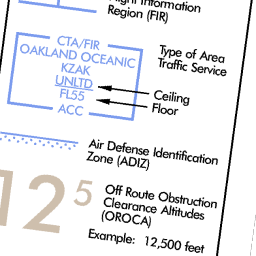 Flight Information
Region (FIR)
CTA/FIR
OAKLAND OCEANIC
KZAK
UNLTD
FL55
ACC
Type of Area
Traffic Service
Ceiling
Floor
Air Defense Identification
Zone (ADIZ)
12 5
Off Route Obstruction
Clearance Altitudes
(OROCA)
Example: 12,500 feet